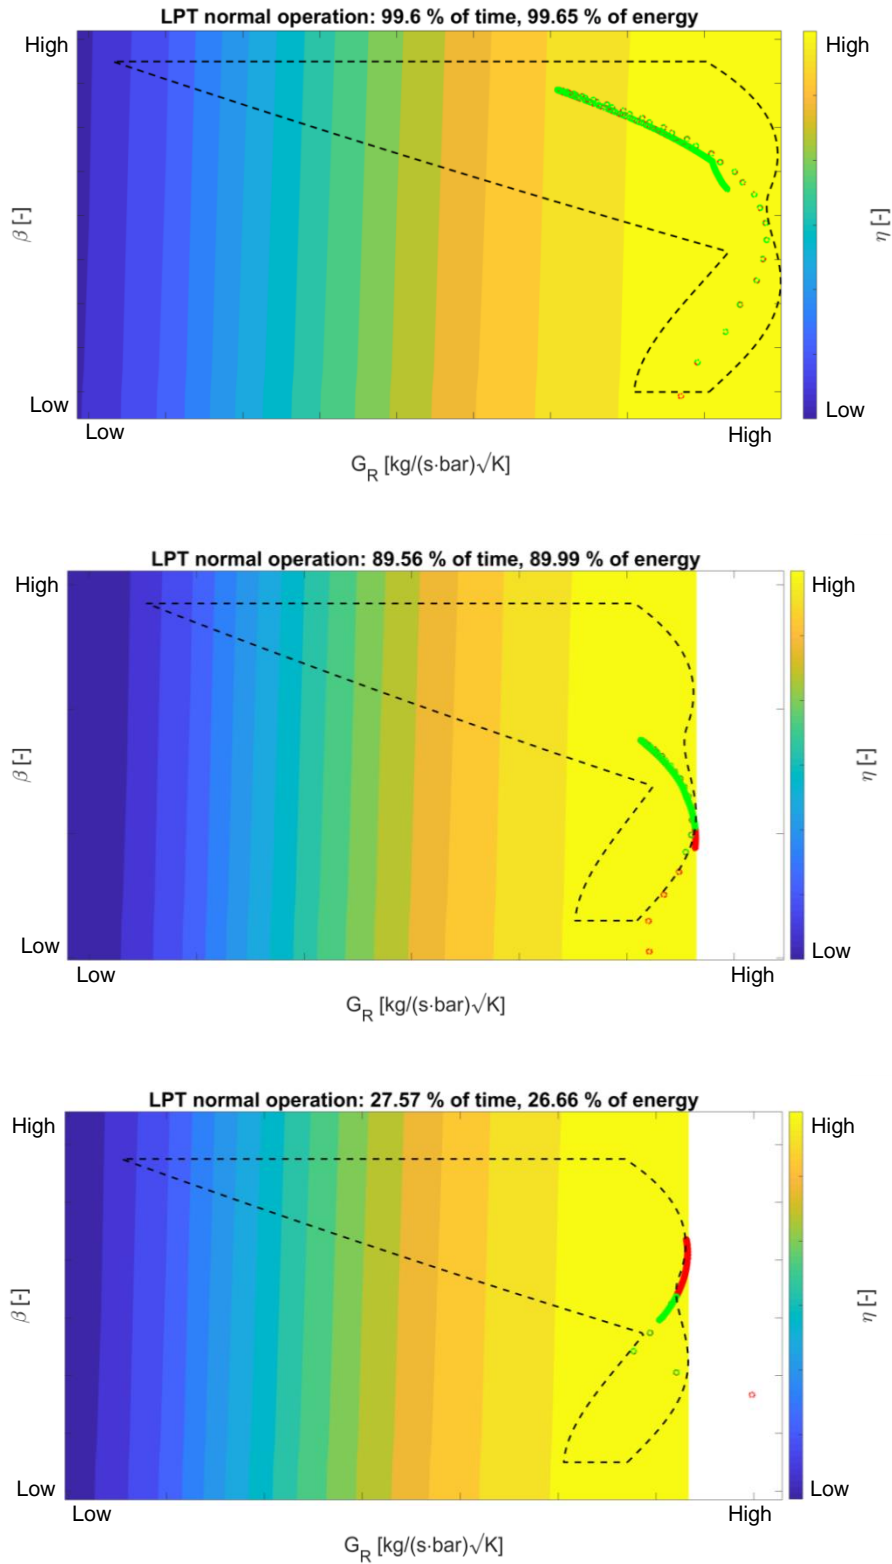 LPT normal operation: 99.6 % of time, 99.65 % of energy
High
High
β [-]
η [-]
Low
Low
Low
High
G_R [kg/(s·bar)√K]
LPT normal operation: 89.56 % of time, 89.99 % of energy
High
High
β [-]
η [-]
Low
Low
Low
High
G_R [kg/(s·bar)√K]
LPT normal operation: 27.57 % of time, 26.66 % of energy
High
High
β [-]
η [-]
Low
Low
Low
High
G_R [kg/(s·bar)√K]